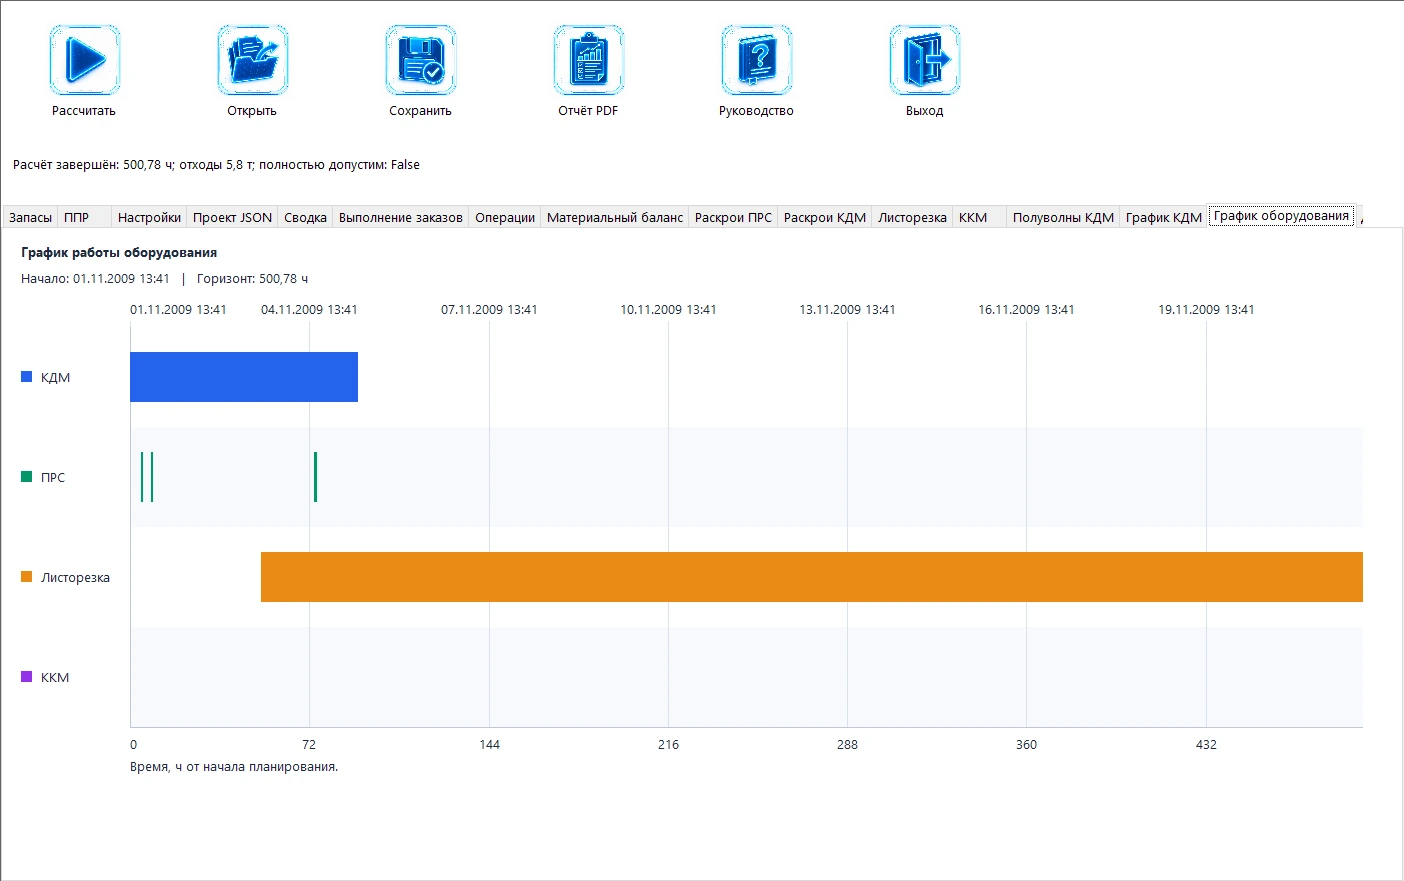 Рассчитать Открыть Сохранить Отчёт PDF Руководство Выход
Расчёт завершён: 500,78 ч; отходы 5,8 т; полностью допустим: False
Запасы ППР Настройки Проект JSON Сводка Выполнение заказов Операции Материальный баланс Раскрои ПРС Раскрои КДМ Листорезка ККМ Полуволны КДМ График КДМ График оборудования
График работы оборудования
Начало: 01.11.2009 13:41 | Горизонт: 500,78 ч
01.11.2009 13:41 04.11.2009 13:41 07.11.2009 13:41 10.11.2009 13:41 13.11.2009 13:41 16.11.2009 13:41 19.11.2009 13:41
КДМ
ПРС
Листорезка
ККМ
0 72 144 216 288 360 432
Время, ч от начала планирования.